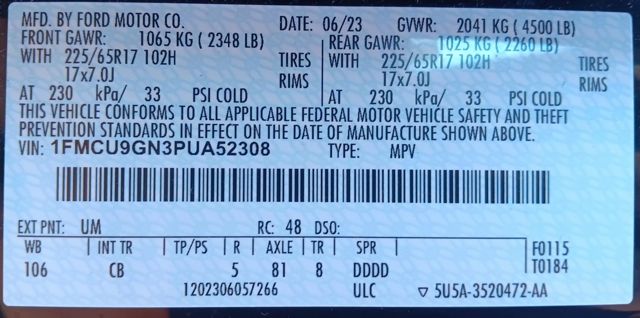 MFD. BY FORD MOTOR CO. DATE: 06/23 GVWR: 2041 KG ( 4500 LB)
FRONT GAWR: 1065 KG ( 2348 LB) REAR GAWR: 1025 KG ( 2260 LB)
WITH 225/65R17 102H TIRES WITH 225/65R17 102H TIRES
17x7.0J RIMS 17x7.0J RIMS
AT 230 kPa/ 33 PSI COLD AT 230 kPa/ 33 PSI COLD
THIS VEHICLE CONFORMS TO ALL APPLICABLE FEDERAL MOTOR VEHICLE SAFETY AND THEFT
PREVENTION STANDARDS IN EFFECT ON THE DATE OF MANUFACTURE SHOWN ABOVE.
VIN: 1FMCU9GN3PUA52308 TYPE: MPV
EXT PNT: UM RC: 48 DSO:
WB | INT TR | TP/PS | R | AXLE | TR | SPR F0115
106 CB 5 81 8 DDDD T0184
1202306057266 ULC ▽ 5U5A-3520472-AA